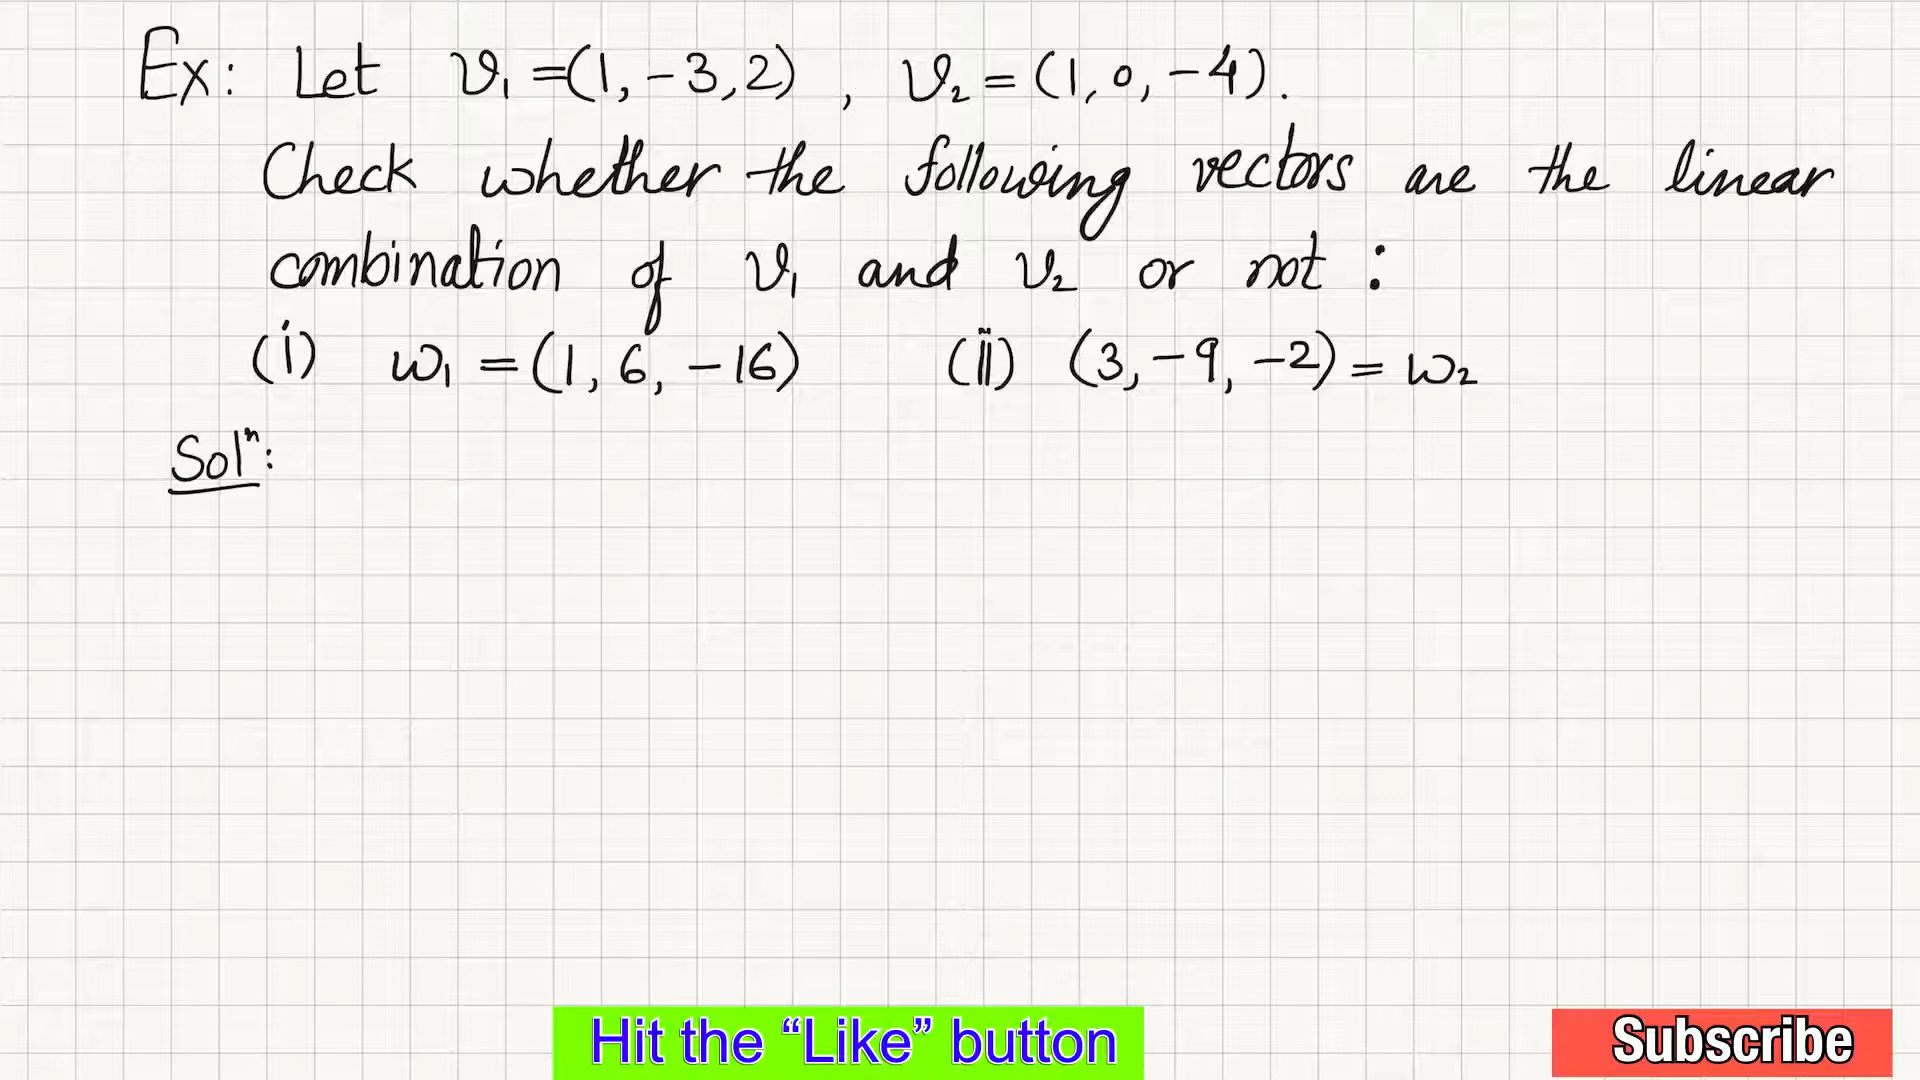 Ex: Let v₁ = (1, -3, 2) , v₂ = (1, 0, -4).
Check whether the following vectors are the linear
combination of v₁ and v₂ or not :
(i) w₁ = (1, 6, -16) (ii) (3, -9, -2) = w₂
Solⁿ:
Hit the “Like” button
Subscribe